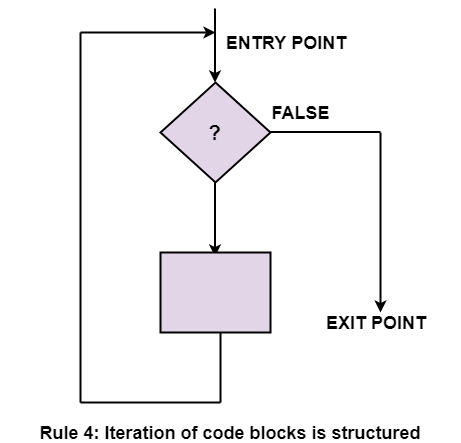 ENTRY POINT
FALSE
?
EXIT POINT
Rule 4: Iteration of code blocks is structured